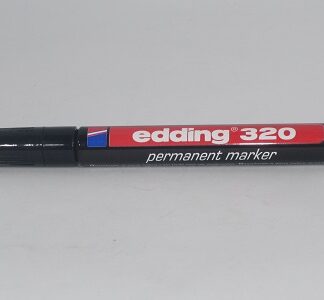 edding® 320
permanent marker